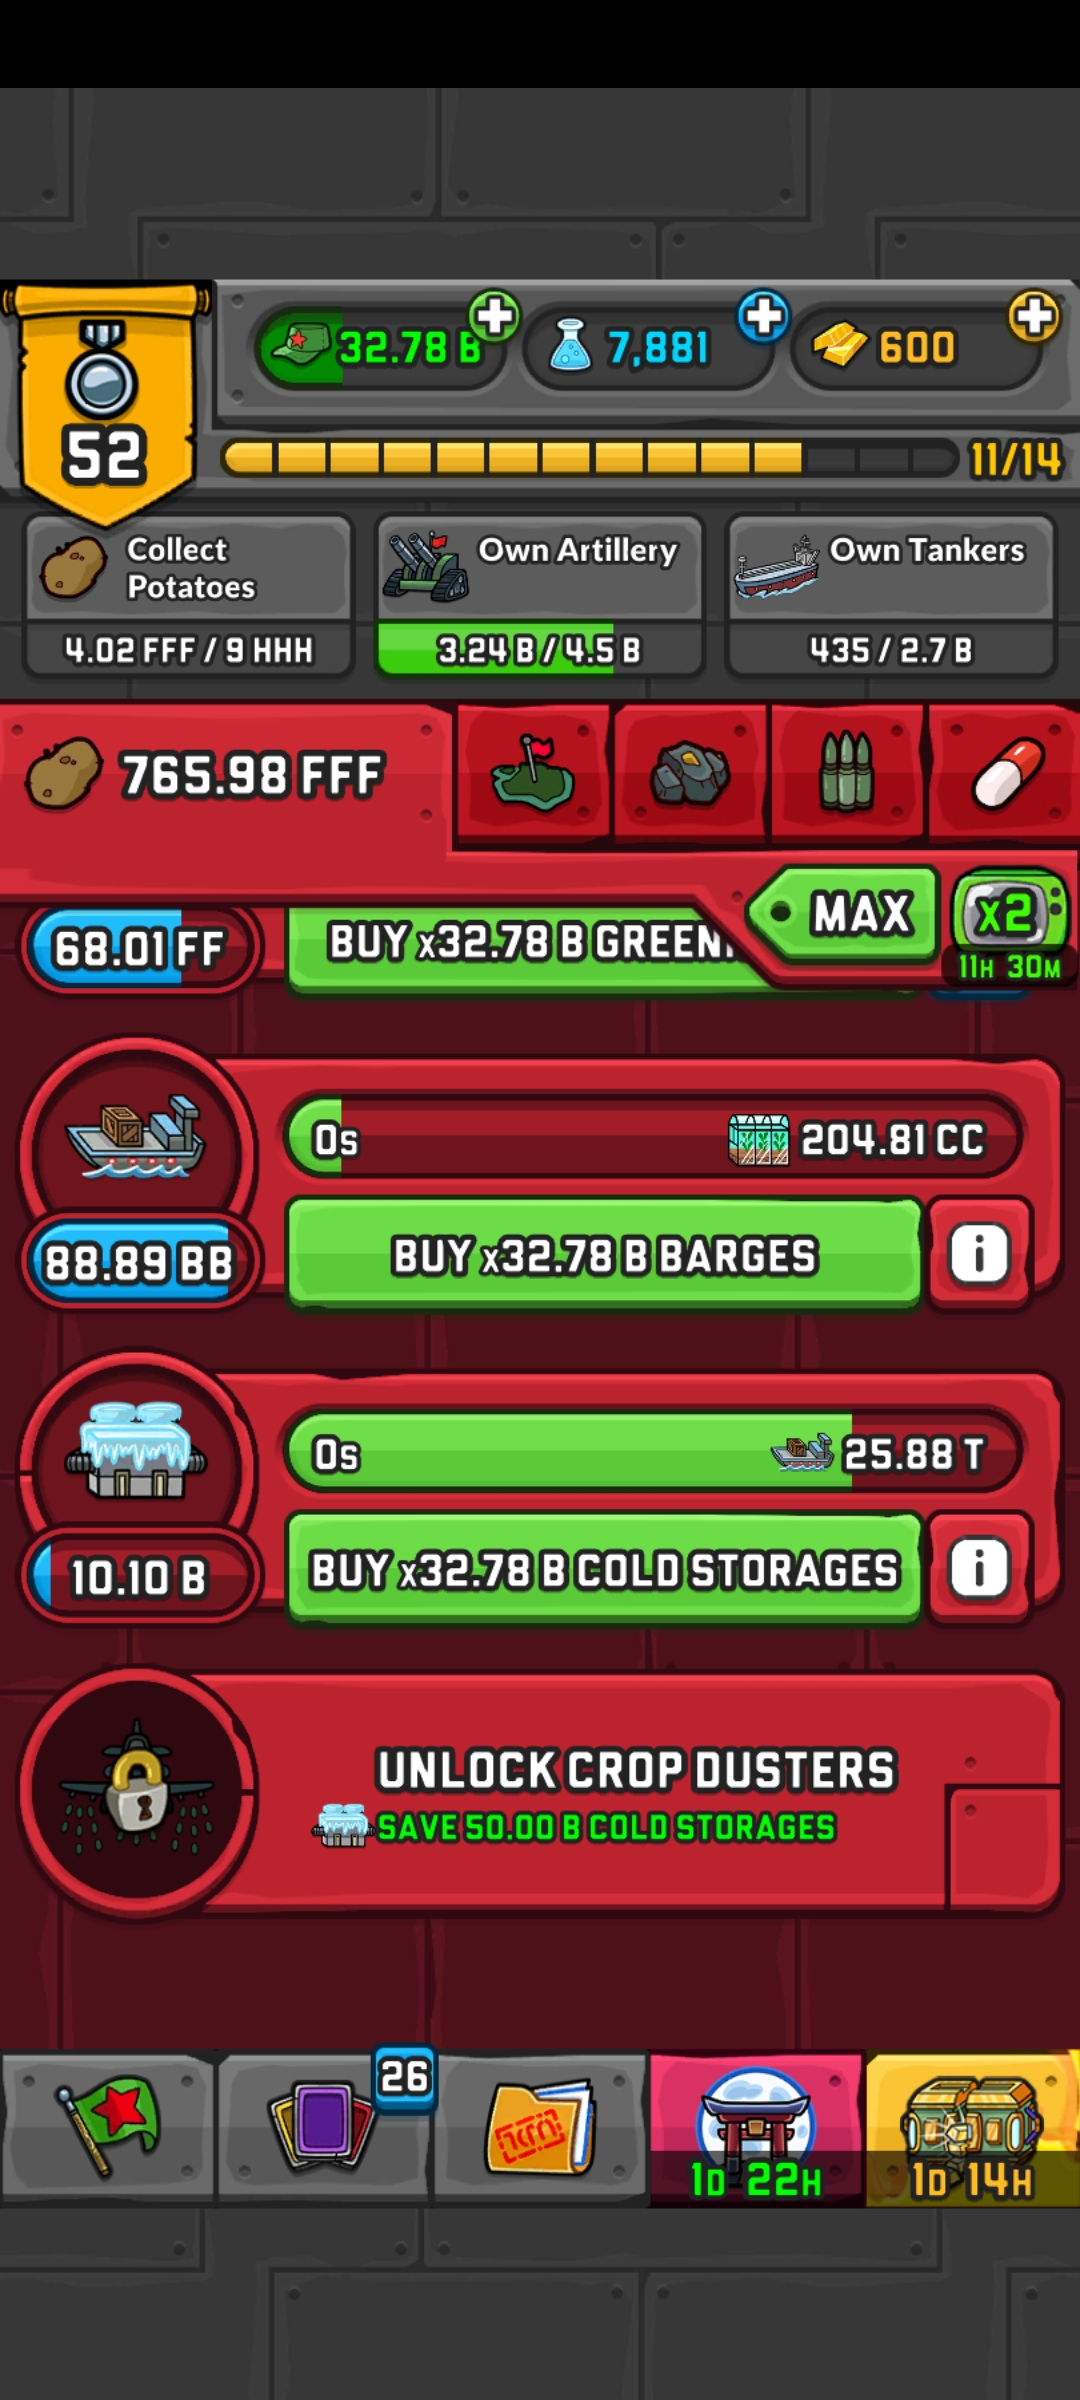 32.78 B
7,881
600
52
11/14
Collect
Potatoes
4.02 FFF / 9 HHH
Own Artillery
3.24 B / 4.5 B
Own Tankers
435 / 2.7 B
765.98 FFF
MAX
x2
11H 30M
68.01 FF
BUY x32.78 B GREEN
0s
204.81 CC
88.89 BB
BUY x32.78 B BARGES
i
0s
25.88 T
10.10 B
BUY x32.78 B COLD STORAGES
i
UNLOCK CROP DUSTERS
SAVE 50.00 B COLD STORAGES
26
1D 22H
1D 14H